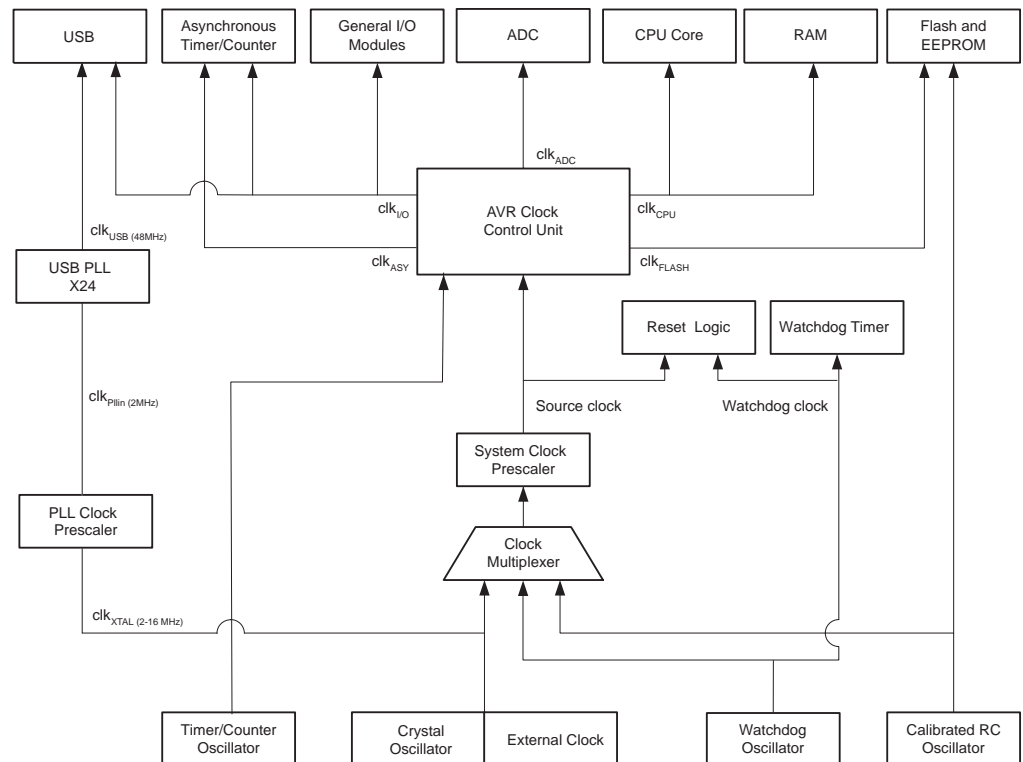 USB
Asynchronous
Timer/Counter
General I/O
Modules
ADC
CPU Core
RAM
Flash and
EEPROM
clkADC
clkI/O
AVR Clock
Control Unit
clkCPU
clkUSB (48MHz)
clkASY
clkFLASH
USB PLL
X24
Reset Logic
Watchdog Timer
clkPllin (2MHz)
Source clock
Watchdog clock
System Clock
Prescaler
PLL Clock
Prescaler
Clock
Multiplexer
clkXTAL (2-16 MHz)
Timer/Counter
Oscillator
Crystal
Oscillator
External Clock
Watchdog
Oscillator
Calibrated RC
Oscillator